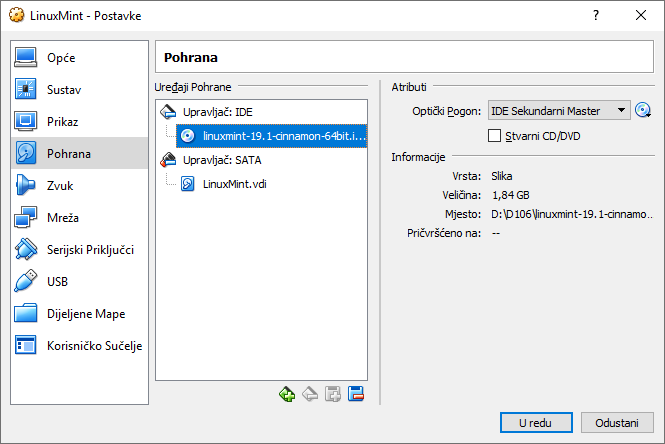 LinuxMint - Postavke
?
Opće
Sustav
Prikaz
Pohrana
Zvuk
Mreža
Serijski Priključci
USB
Dijeljene Mape
Korisničko Sučelje
Pohrana
Uređaji Pohrane
Upravljač: IDE
linuxmint-19.1-cinnamon-64bit.i...
Upravljač: SATA
LinuxMint.vdi
Atributi
Optički Pogon: IDE Sekundarni Master
Stvarni CD/DVD
Informacije
Vrsta: Slika
Veličina: 1,84 GB
Mjesto: D:\D106\linuxmint-19.1-cinnamo...
Pričvršćeno na: --
U redu
Odustani